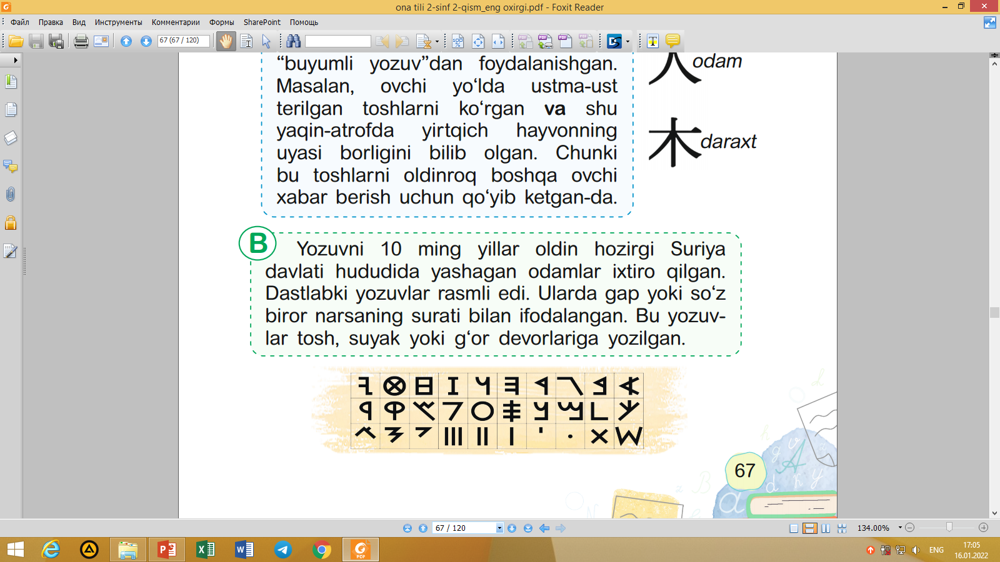 ona tili 2-sinf 2-qism_eng oxirgi.pdf - Foxit Reader
Файл Правка Вид Инструменты Комментарии Формы SharePoint Помощь
67 (67 / 120)
“buyumli yozuv”dan foydalanishgan.
Masalan, ovchi yo‘lda ustma-ust
terilgan toshlarni ko‘rgan va shu
yaqin-atrofda yirtqich hayvonning
uyasi borligini bilib olgan. Chunki
bu toshlarni oldinroq boshqa ovchi
xabar berish uchun qo‘yib ketgan-da.
人 odam
木 daraxt
B
Yozuvni 10 ming yillar oldin hozirgi Suriya
davlati hududida yashagan odamlar ixtiro qilgan.
Dastlabki yozuvlar rasmli edi. Ularda gap yoki so‘z
biror narsaning surati bilan ifodalangan. Bu yozuv-
lar tosh, suyak yoki g‘or devorlariga yozilgan.
67
67 / 120
134.00%
ENG
17:05
16.01.2022